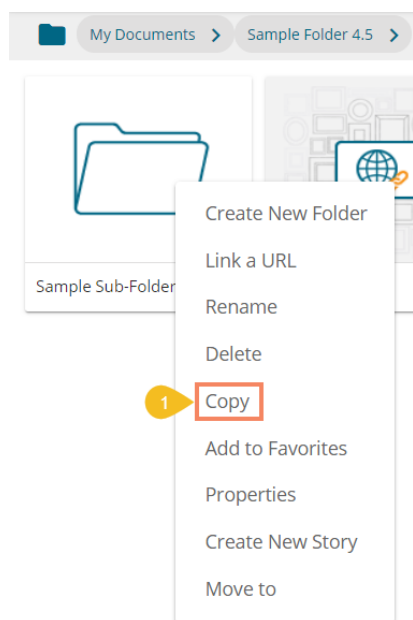 My Documents > Sample Folder 4.5 >
Sample Sub-Folder
Create New Folder
Link a URL
Rename
Delete
1 Copy
Add to Favorites
Properties
Create New Story
Move to